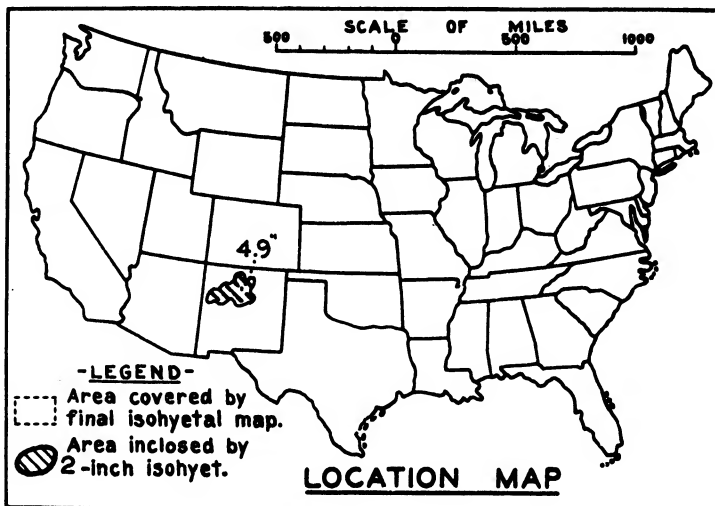 SCALE OF MILES
500 0 500 1000
4.9"
-LEGEND-
Area covered by
final isohyetal map.
Area inclosed by
2-inch isohyet.
LOCATION MAP